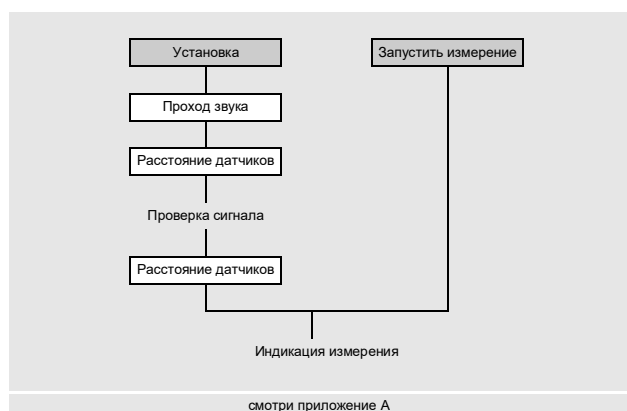 Установка
Запустить измерение
Проход звука
Расстояние датчиков
Проверка сигнала
Расстояние датчиков
Индикация измерения
смотри приложение А